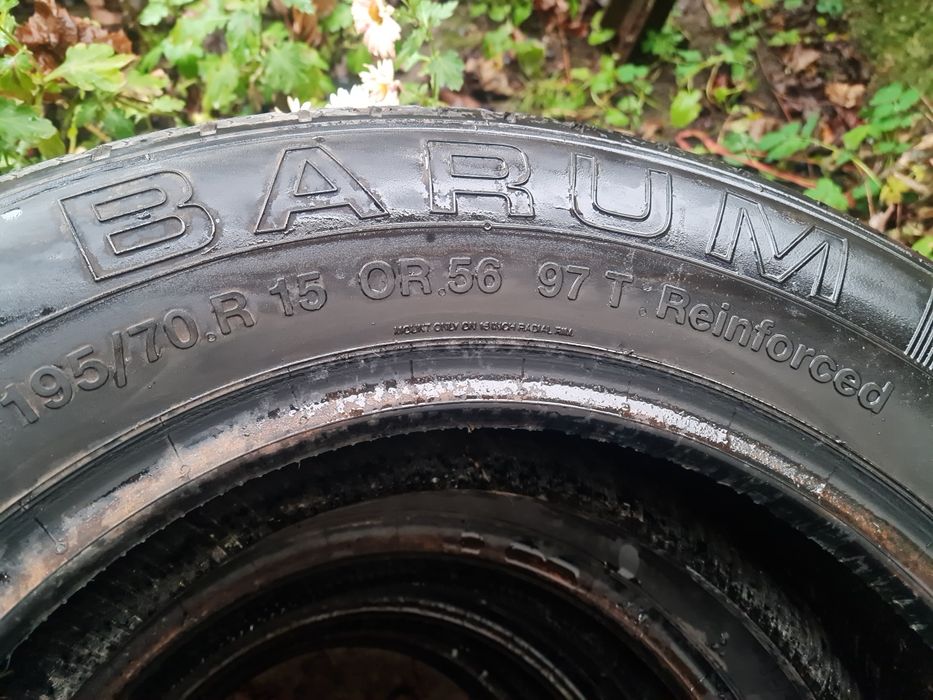 BARUM
195/70.R 15 OR.56 97 T. Reinforced
MOUNT ONLY ON 15 INCH RADIAL RIM